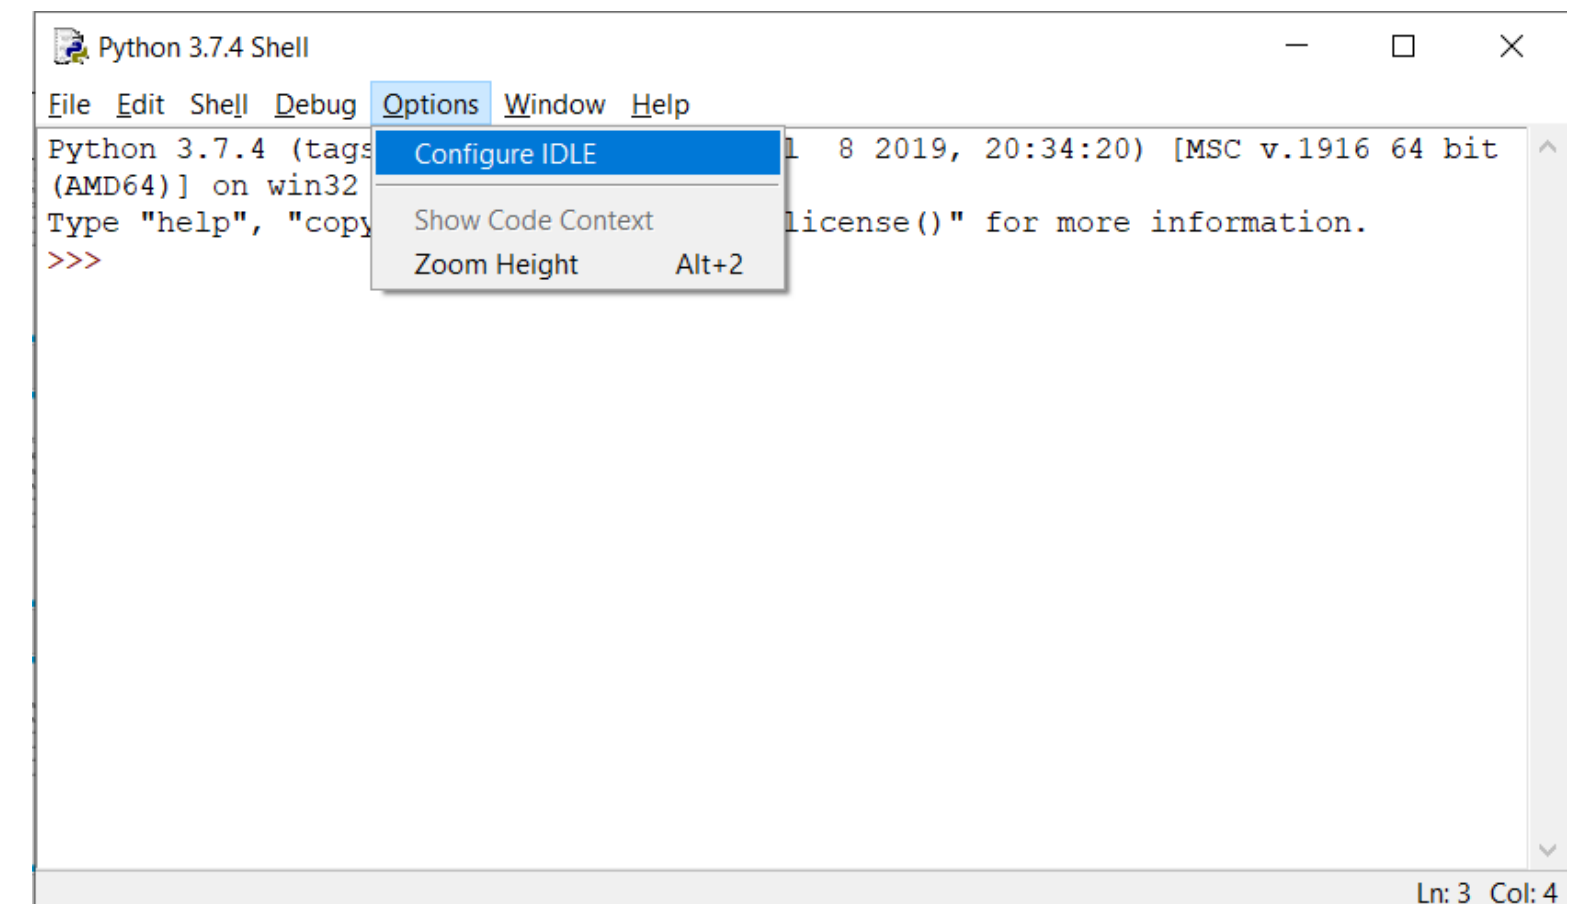 Python 3.7.4 Shell
File Edit Shell Debug Options Window Help
Python 3.7.4 (tags 8 2019, 20:34:20) [MSC v.1916 64 bit
(AMD64)] on win32
Type "help", "copy license()" for more information.
>>>
Configure IDLE
Show Code Context
Zoom Height Alt+2
Ln: 3 Col: 4